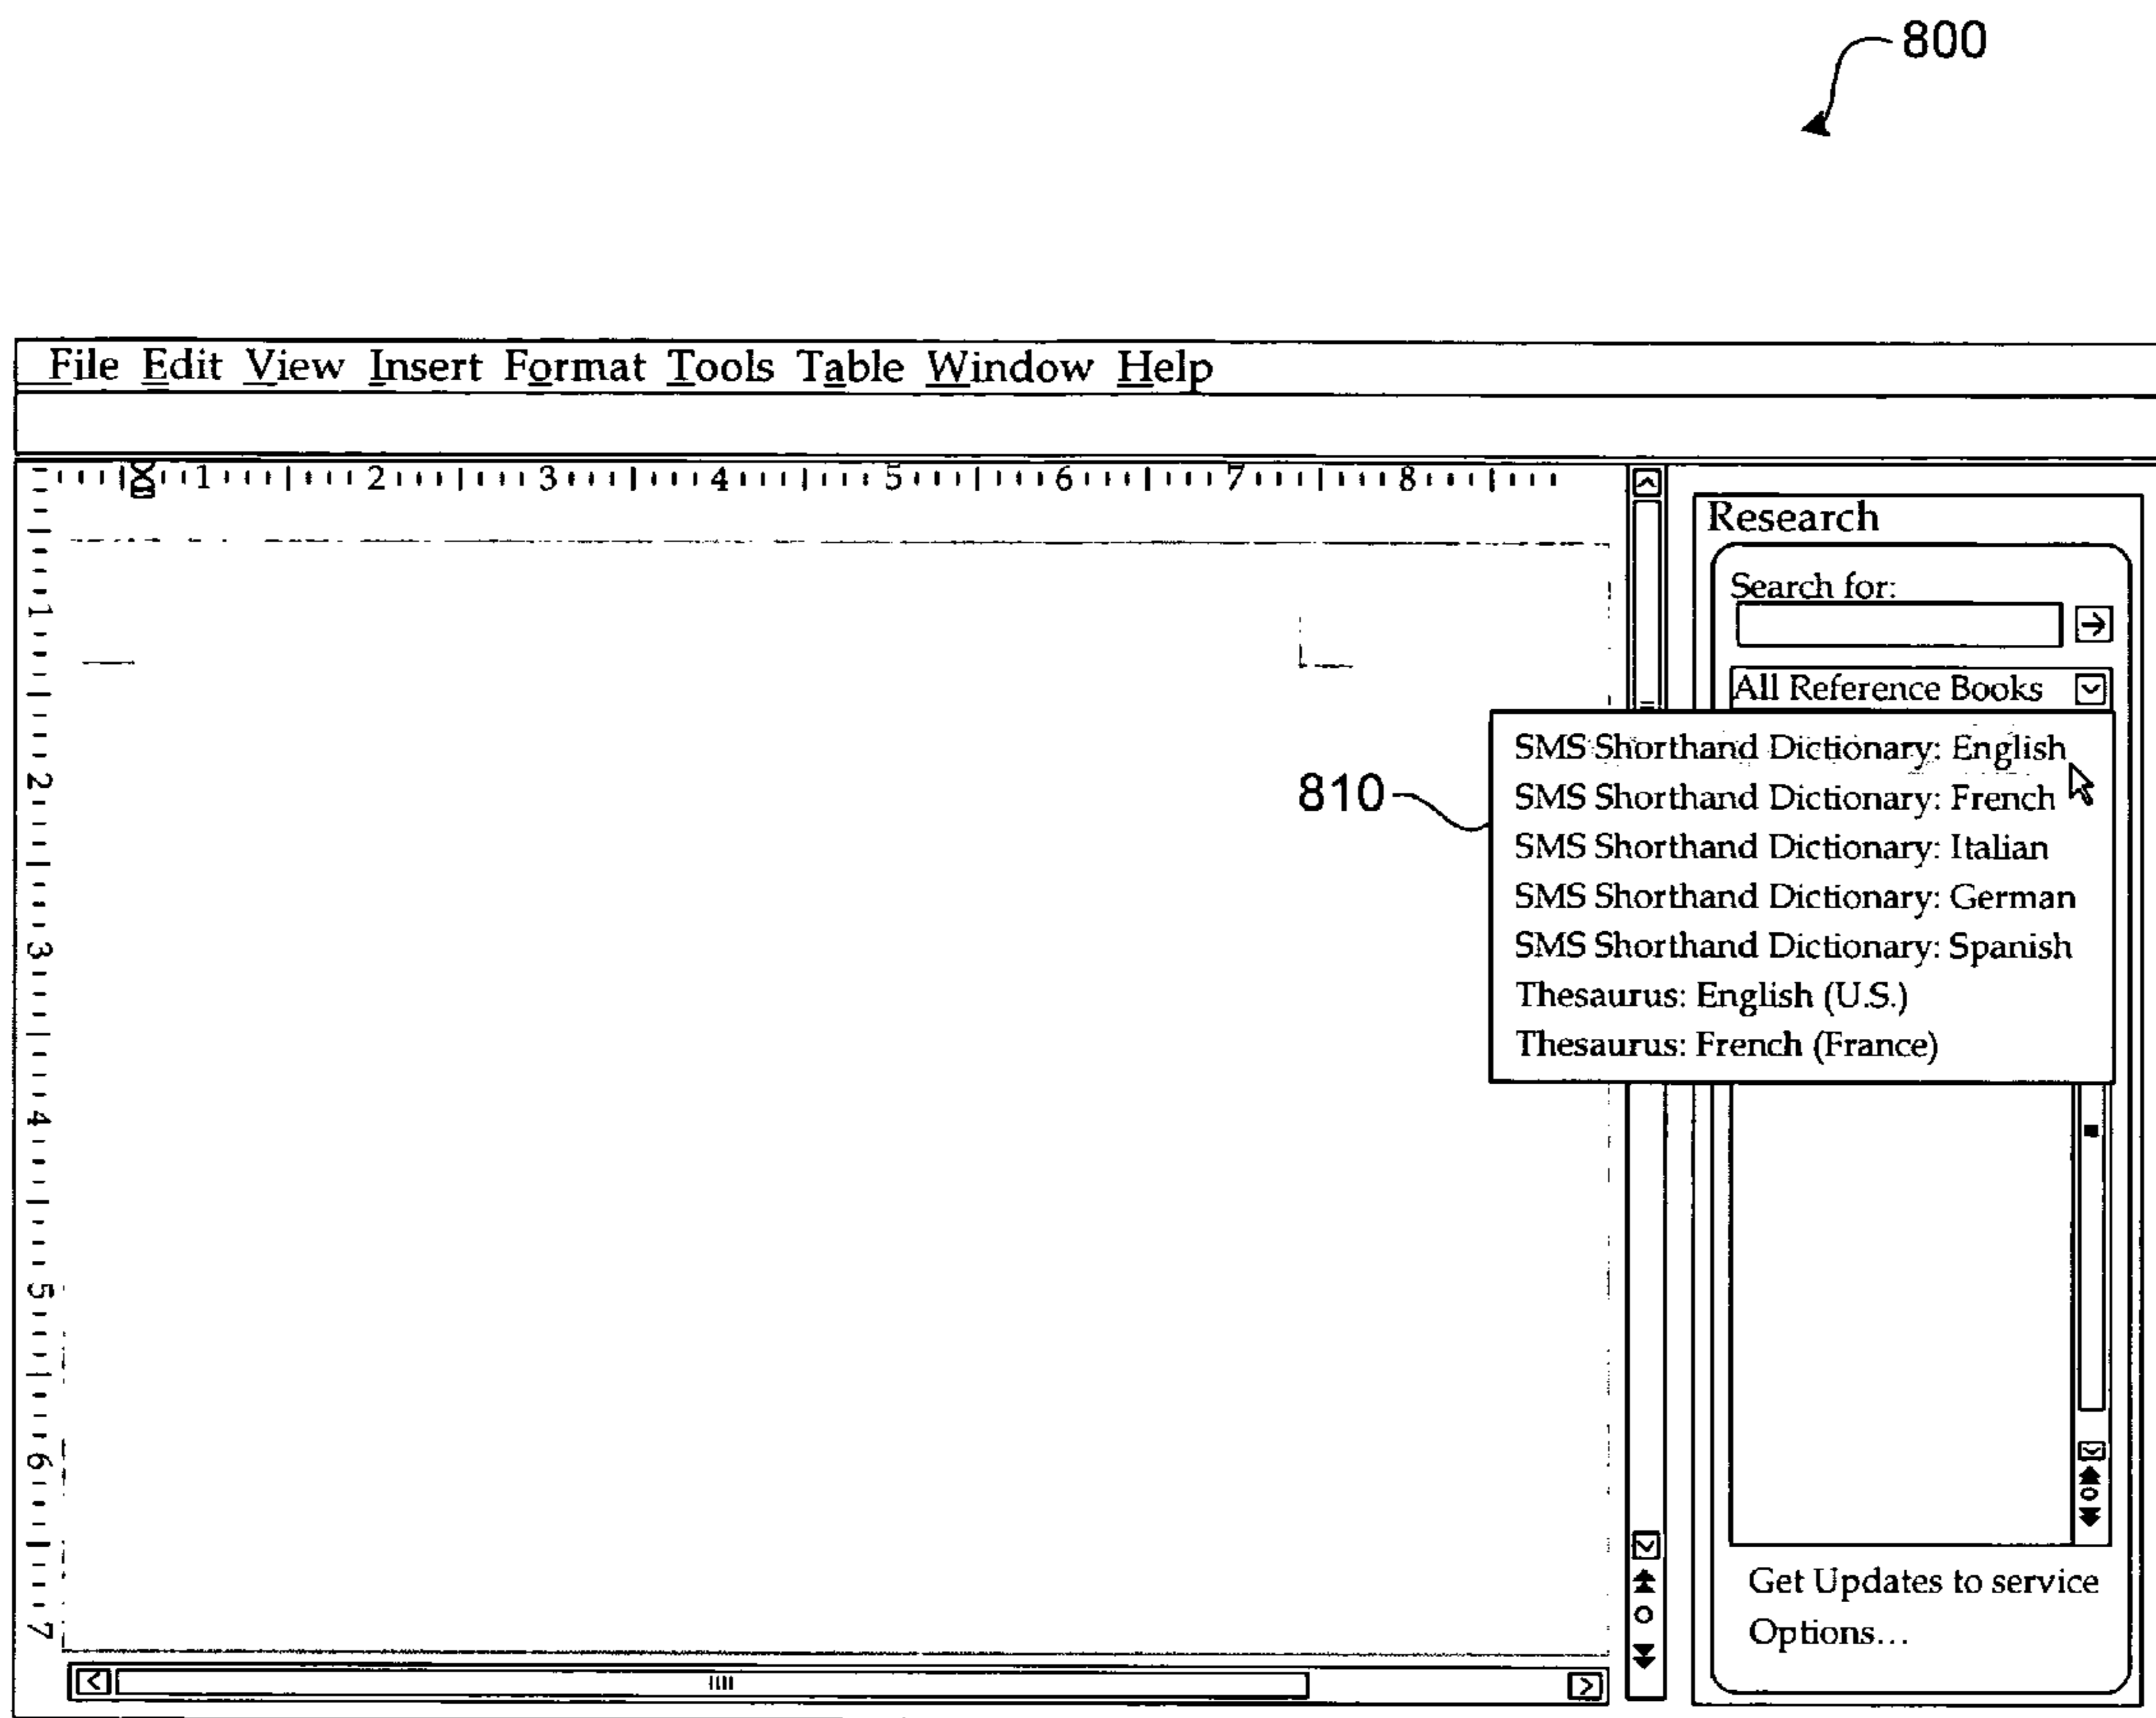 800
File Edit View Insert Format Tools Table Window Help
1 2 3 4 5 6 7 8
Research
Search for:
All Reference Books
810
SMS Shorthand Dictionary: English
SMS Shorthand Dictionary: French
SMS Shorthand Dictionary: Italian
SMS Shorthand Dictionary: German
SMS Shorthand Dictionary: Spanish
Thesaurus: English (U.S.)
Thesaurus: French (France)
1 2 3 4 5 6 7
Get Updates to service
Options...